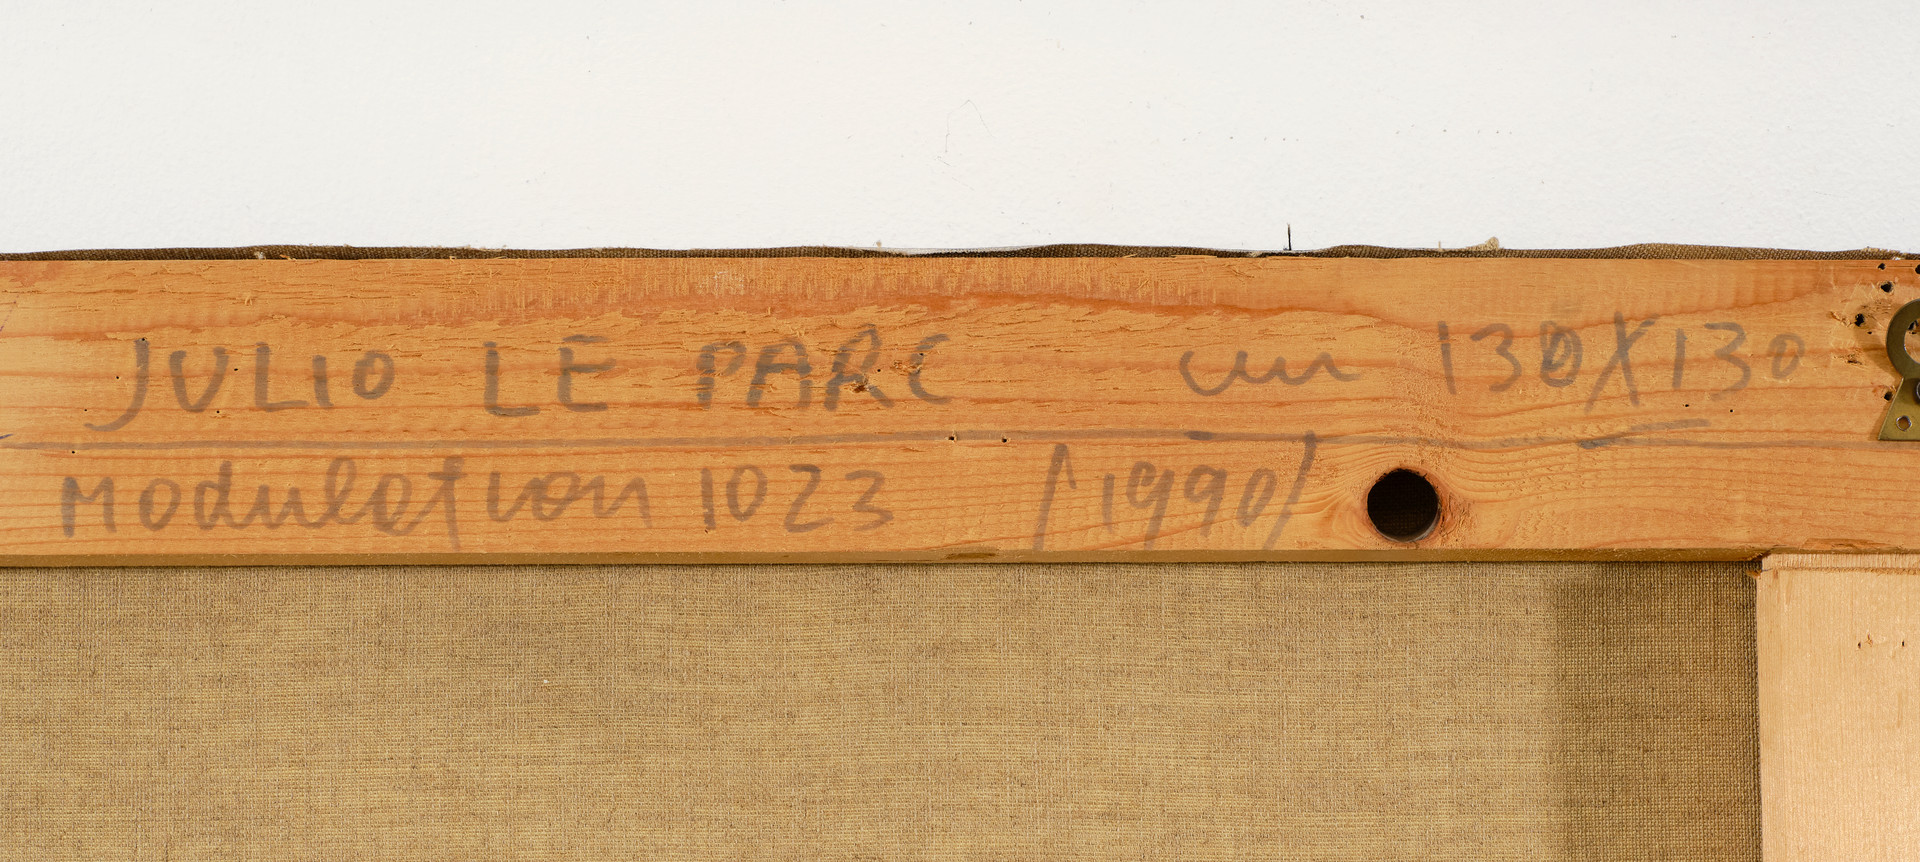 JULIO LE PARC cm 130X130
Modulation 1023 /1990/